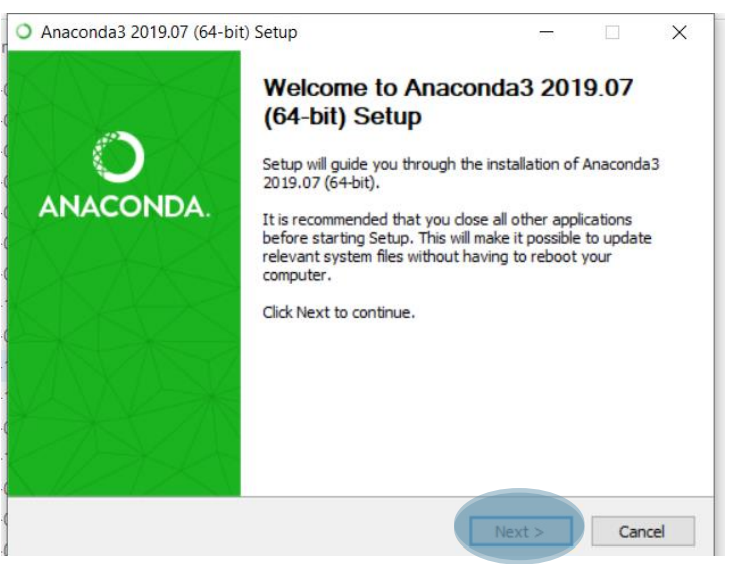 Anaconda3 2019.07 (64-bit) Setup
Welcome to Anaconda3 2019.07
(64-bit) Setup
Setup will guide you through the installation of Anaconda3
2019.07 (64-bit).
ANACONDA.
It is recommended that you close all other applications
before starting Setup. This will make it possible to update
relevant system files without having to reboot your
computer.
Click Next to continue.
Next >
Cancel